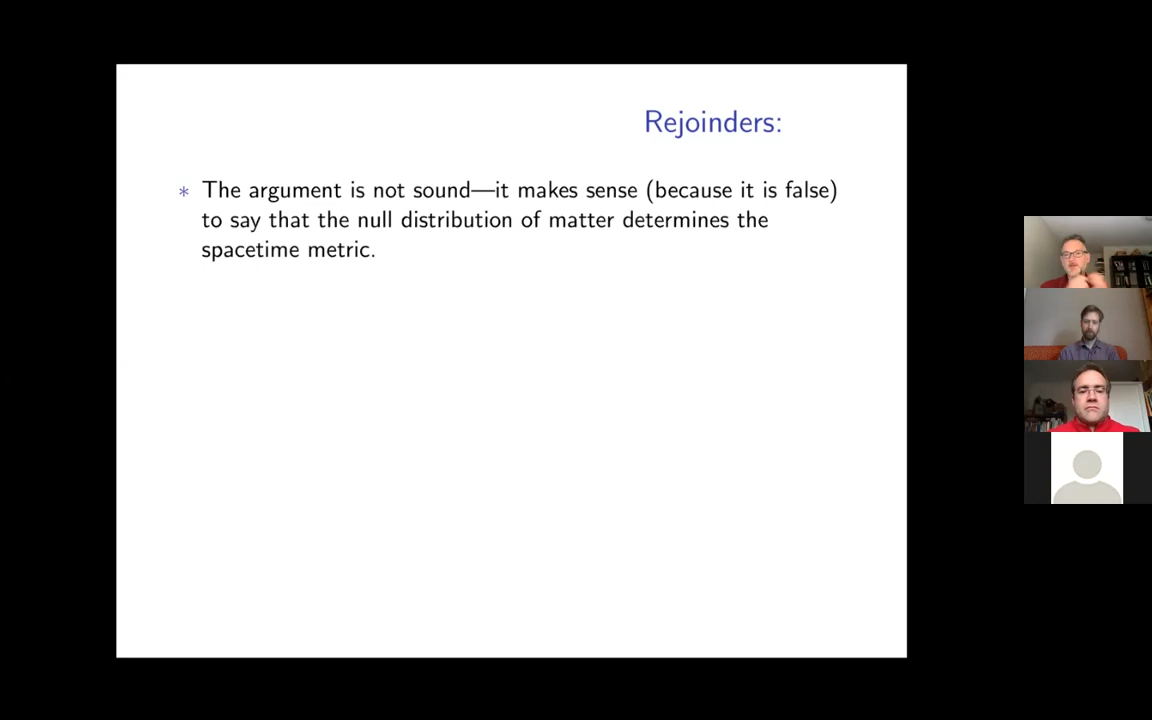 Rejoinders:
* The argument is not sound—it makes sense (because it is false)
to say that the null distribution of matter determines the
spacetime metric.